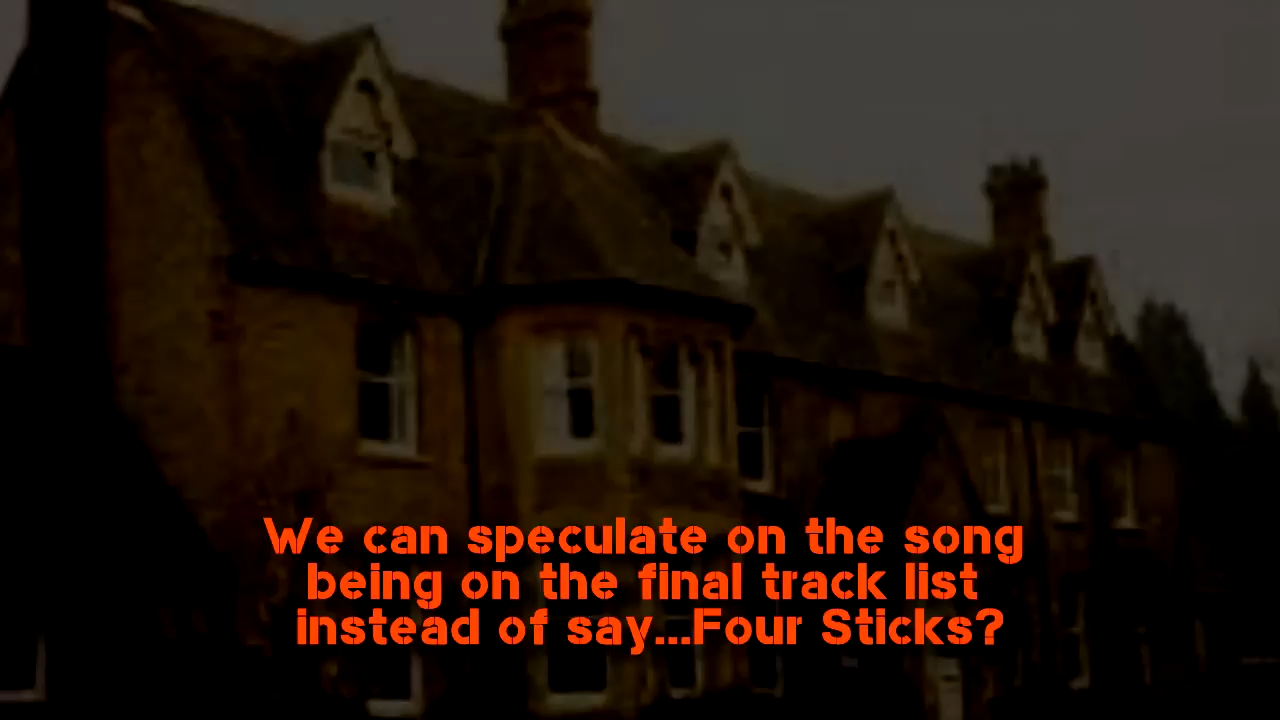 We can speculate on the song
being on the final track list
instead of say...Four Sticks?